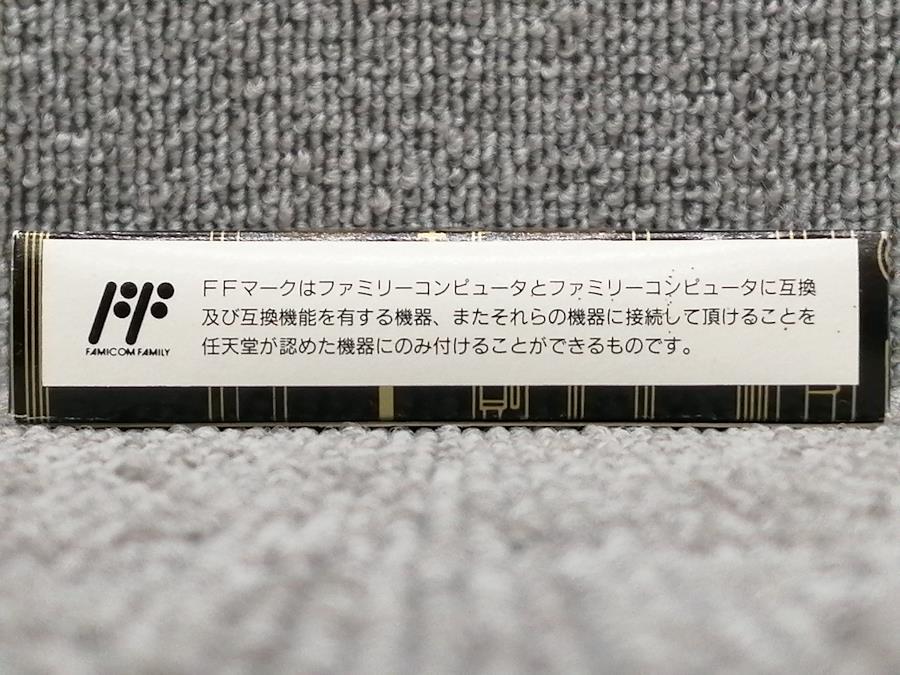 FAMICOM FAMILY
FFマークはファミリーコンピュータとファミリーコンピュータに互換
及び互換機能を有する機器、またそれらの機器に接続して頂けることを
任天堂が認めた機器にのみ付けることができるものです。